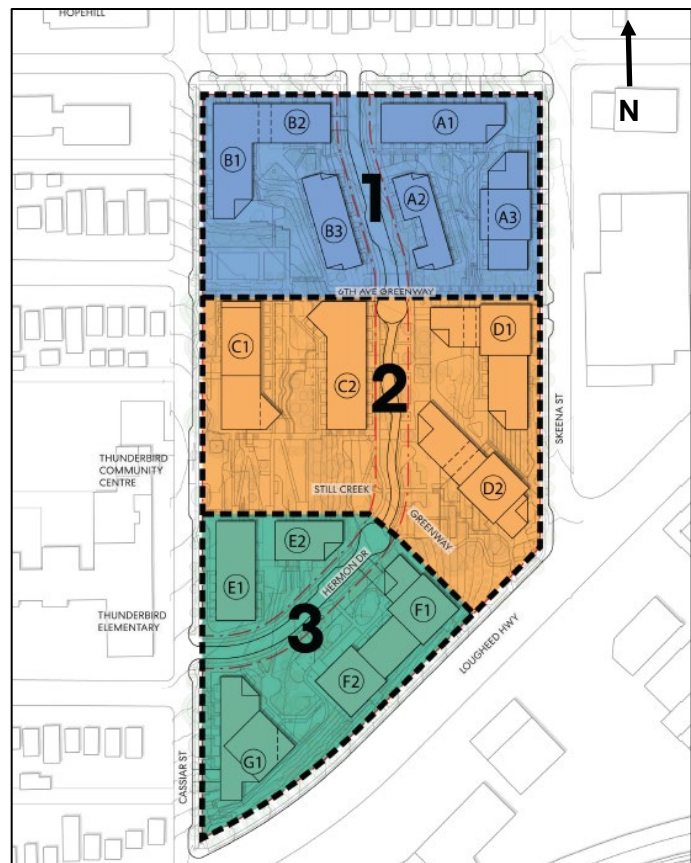 HOPEHILL
N
B2
A1
B1
A2
A3
B3
1
6TH AVE GREENWAY
C1
C2
D1
2
SKEENA ST
THUNDERBIRD
COMMUNITY
CENTRE
STILL CREEK
D2
GREENWAY
E1
E2
HERMON DR
F1
THUNDERBIRD
ELEMENTARY
3
F2
LOUGHEED HWY
G1
CASSIAR ST